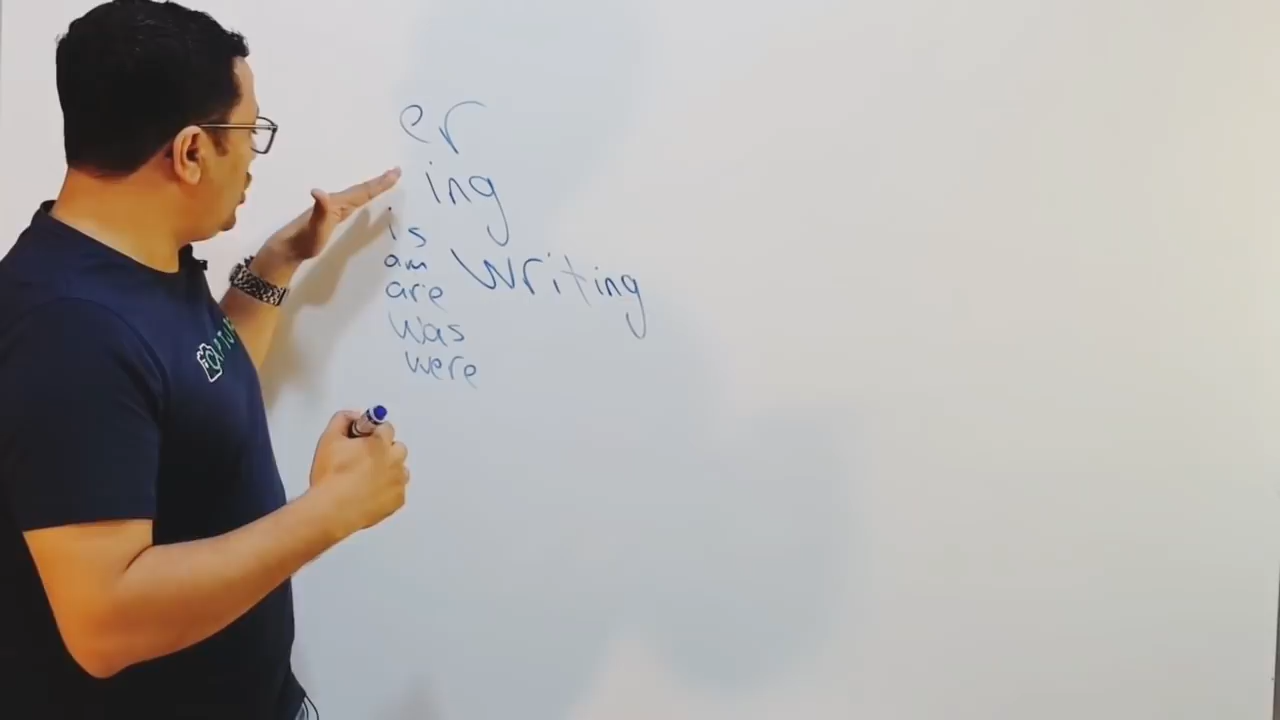 er
ing
is
am writing
are
was
were